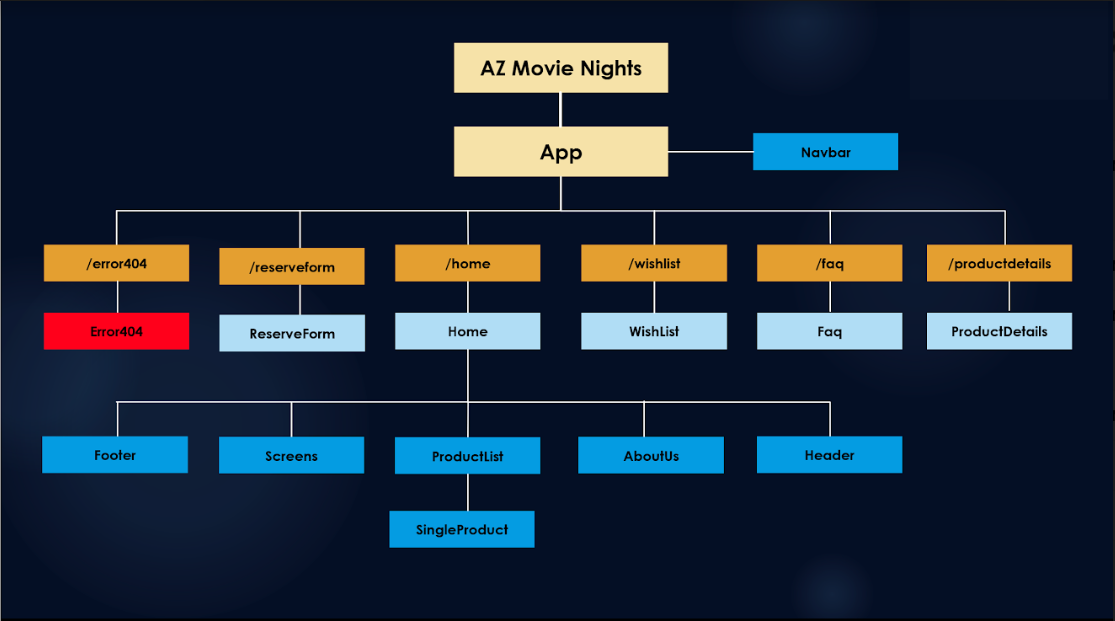 AZ Movie Nights
App
Navbar
/error404
/reserveform
/home
/wishlist
/faq
/productdetails
Error404
ReserveForm
Home
WishList
Faq
ProductDetails
Footer
Screens
ProductList
AboutUs
Header
SingleProduct